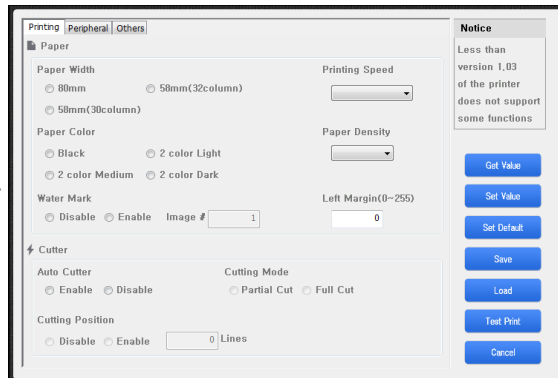 Printing Peripheral Others
Paper
Paper Width
Printing Speed
80mm
58mm(32column)
58mm(30column)
Paper Color
Paper Density
Black
2 color Light
2 color Medium
2 color Dark
Water Mark
Left Margin(0~255)
Disable Enable Image # 1
0
Cutter
Auto Cutter
Cutting Mode
Enable Disable
Partial Cut Full Cut
Cutting Position
Disable Enable 0 Lines
Notice
Less than
version 1.03
of the printer
does not support
some functions
Get Value
Set Value
Set Default
Save
Load
Test Print
Cancel